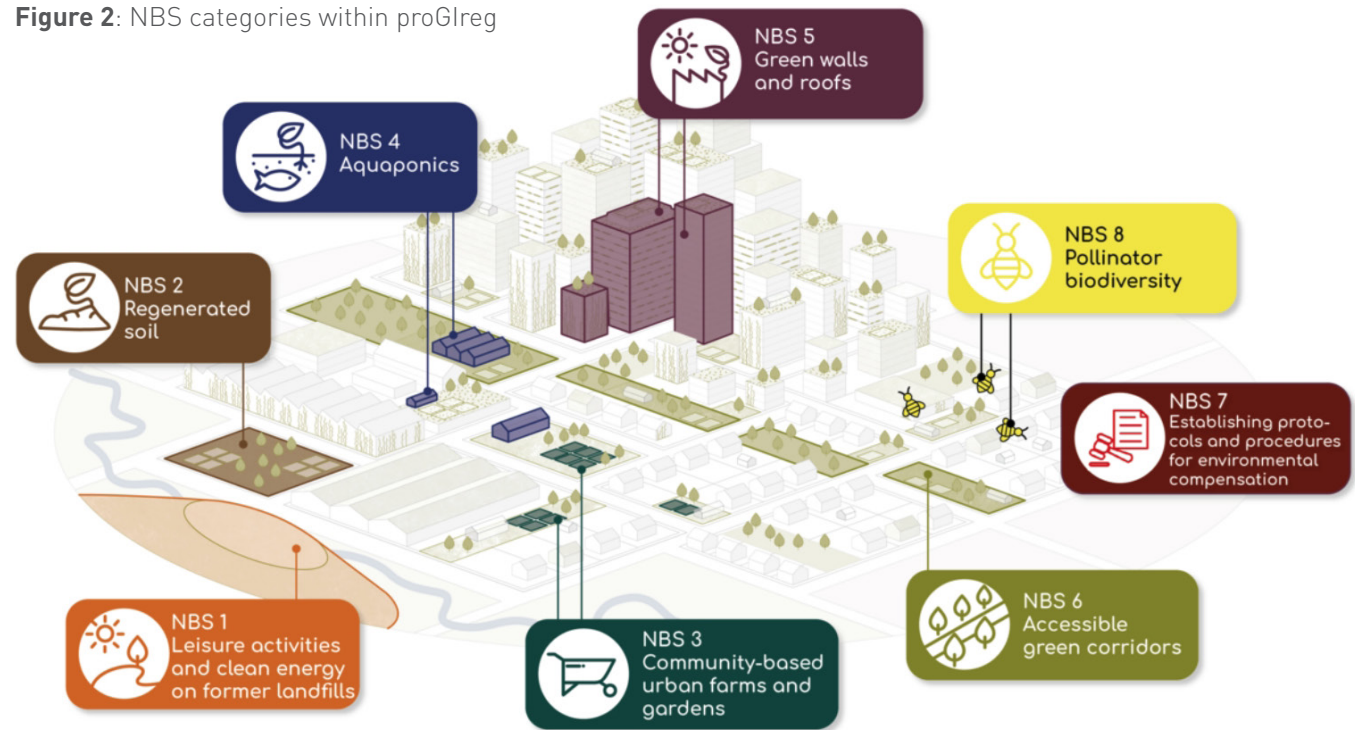 Figure 2: NBS categories within proGIreg
NBS 5
Green walls
and roofs
NBS 4
Aquaponics
NBS 8
Pollinator
biodiversity
NBS 2
Regenerated
soil
NBS 7
Establishing proto-
cols and procedures
for environmental
compensation
NBS 6
Accessible
green corridors
NBS 1
Leisure activities
and clean energy
on former landfills
NBS 3
Community-based
urban farms and
gardens